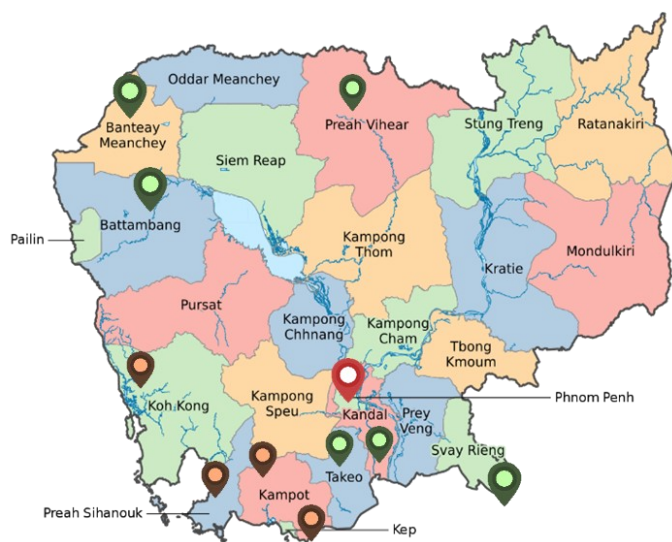 Oddar Meanchey
Banteay
Meanchey
Preah Vihear
Stung Treng
Ratanakiri
Siem Reap
Battambang
Pailin
Kampong
Thom
Kratie
Mondulkiri
Pursat
Kampong
Chhnang
Kampong
Cham
Tbong
Kmoum
Koh Kong
Kampong
Speu
Kandal
Prey
Veng
Phnom Penh
Svay Rieng
Takeo
Kampot
Preah Sihanouk
Kep